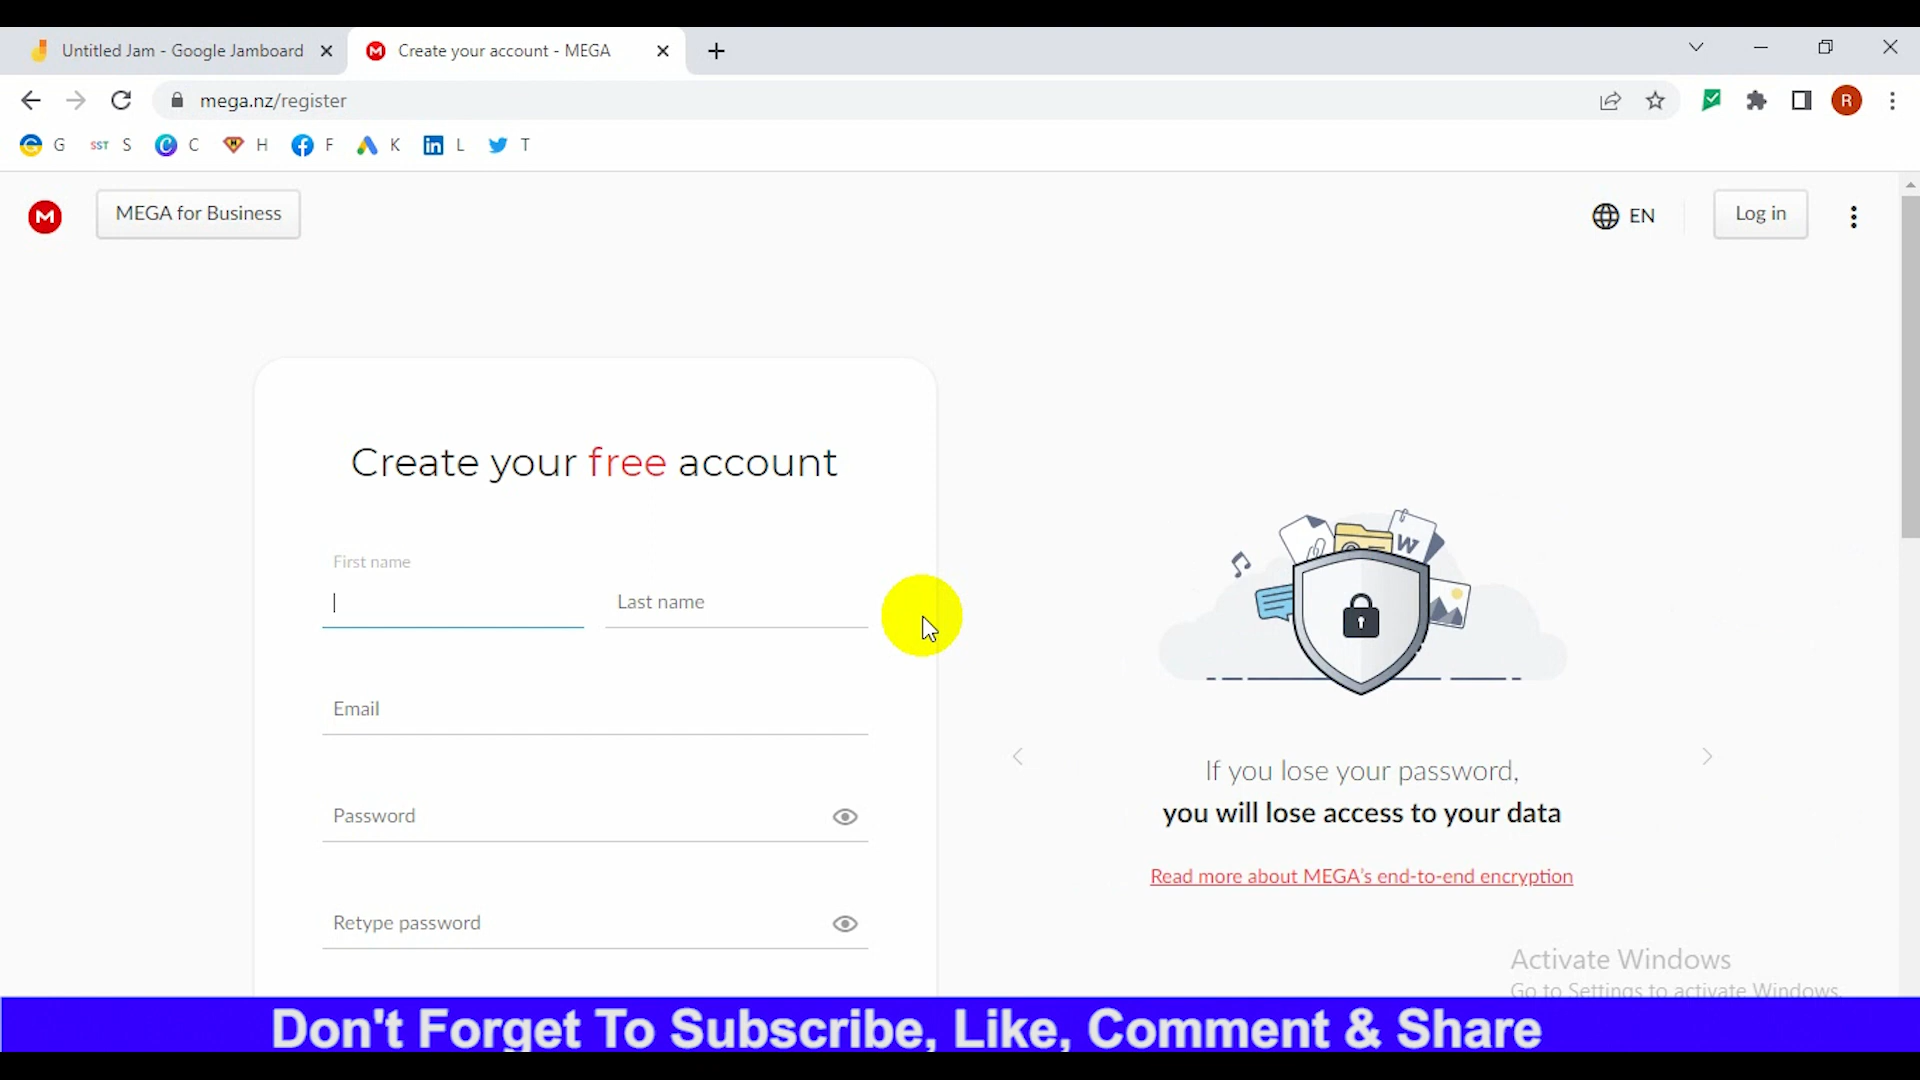 Untitled Jam - Google Jamboard
Create your account - MEGA
mega.nz/register
R
G
SST S
C
H
F
K
L
T
MEGA for Business
EN
Log in
Create your free account
First name
Last name
Email
Password
Retype password
W
If you lose your password,
you will lose access to your data
Read more about MEGA's end-to-end encryption
Activate Windows
Go to Settings to activate Windows.
Don't Forget To Subscribe, Like, Comment & Share